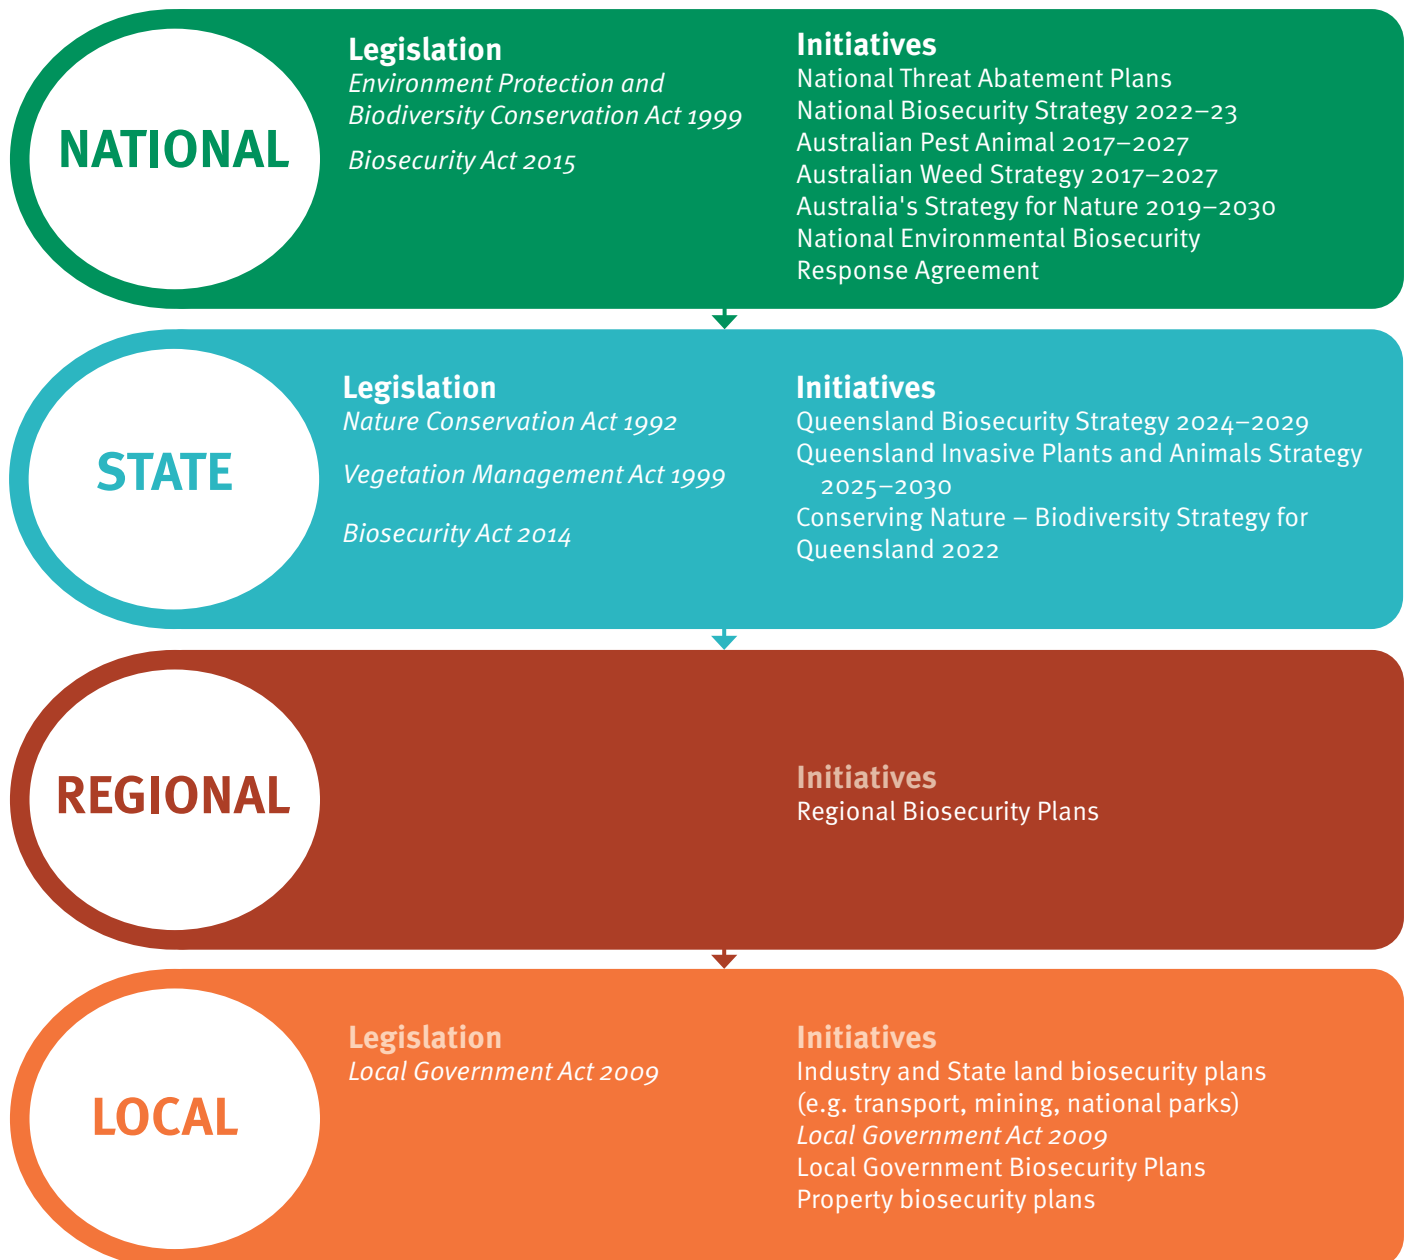 NATIONAL
Legislation
Environment Protection and
Biodiversity Conservation Act 1999
Biosecurity Act 2015
Initiatives
National Threat Abatement Plans
National Biosecurity Strategy 2022–23
Australian Pest Animal 2017–2027
Australian Weed Strategy 2017–2027
Australia's Strategy for Nature 2019–2030
National Environmental Biosecurity
Response Agreement
STATE
Legislation
Nature Conservation Act 1992
Vegetation Management Act 1999
Biosecurity Act 2014
Initiatives
Queensland Biosecurity Strategy 2024–2029
Queensland Invasive Plants and Animals Strategy
2025–2030
Conserving Nature – Biodiversity Strategy for
Queensland 2022
REGIONAL
Initiatives
Regional Biosecurity Plans
LOCAL
Legislation
Local Government Act 2009
Initiatives
Industry and State land biosecurity plans
(e.g. transport, mining, national parks)
Local Government Act 2009
Local Government Biosecurity Plans
Property biosecurity plans